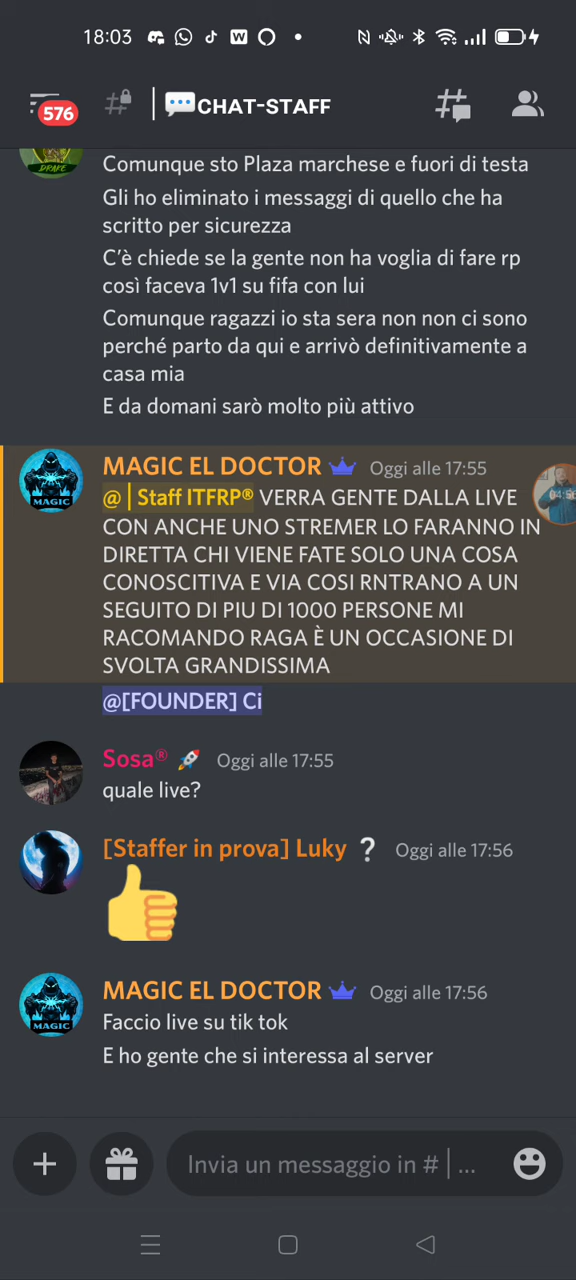 18:03
576
CHAT-STAFF
DRAKE
Comunque sto Plaza marchese e fuori di testa
Gli ho eliminato i messaggi di quello che ha
scritto per sicurezza
C'è chiede se la gente non ha voglia di fare rp
così faceva 1v1 su fifa con lui
Comunque ragazzi io sta sera non non ci sono
perché parto da qui e arrivò definitivamente a
casa mia
E da domani sarò molto più attivo
MAGIC
MAGIC EL DOCTOR Oggi alle 17:55
@ | Staff ITFRP® VERRA GENTE DALLA LIVE
CON ANCHE UNO STREMER LO FARANNO IN
DIRETTA CHI VIENE FATE SOLO UNA COSA
CONOSCITIVA E VIA COSI RNTRANO A UN
SEGUITO DI PIU DI 1000 PERSONE MI
RACOMANDO RAGA È UN OCCASIONE DI
SVOLTA GRANDISSIMA
@[FOUNDER] Ci
Sosa® 🚀 Oggi alle 17:55
quale live?
[Staffer in prova] Luky ❔ Oggi alle 17:56
👍
MAGIC
MAGIC EL DOCTOR Oggi alle 17:56
Faccio live su tik tok
E ho gente che si interessa al server
Invia un messaggio in # | ...